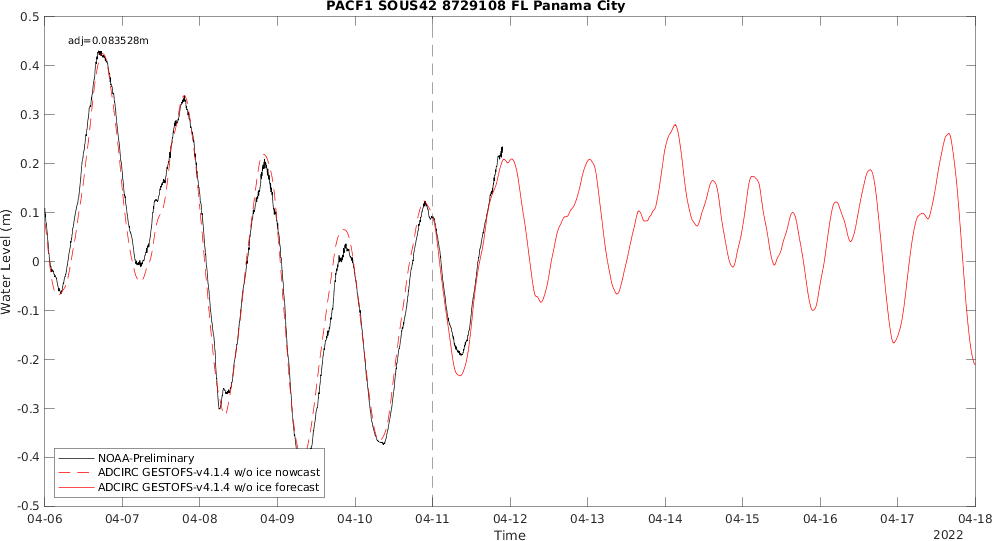 PACF1 SOUS42 8729108 FL Panama City
adj=0.083528m
0.5
0.4
0.3
0.2
0.1
0
-0.1
-0.2
-0.3
-0.4
-0.5
Water Level (m)
NOAA-Preliminary
ADCIRC GESTOFS-v4.1.4 w/o ice nowcast
ADCIRC GESTOFS-v4.1.4 w/o ice forecast
04-06 04-07 04-08 04-09 04-10 04-11 04-12 04-13 04-14 04-15 04-16 04-17 04-18
Time
2022